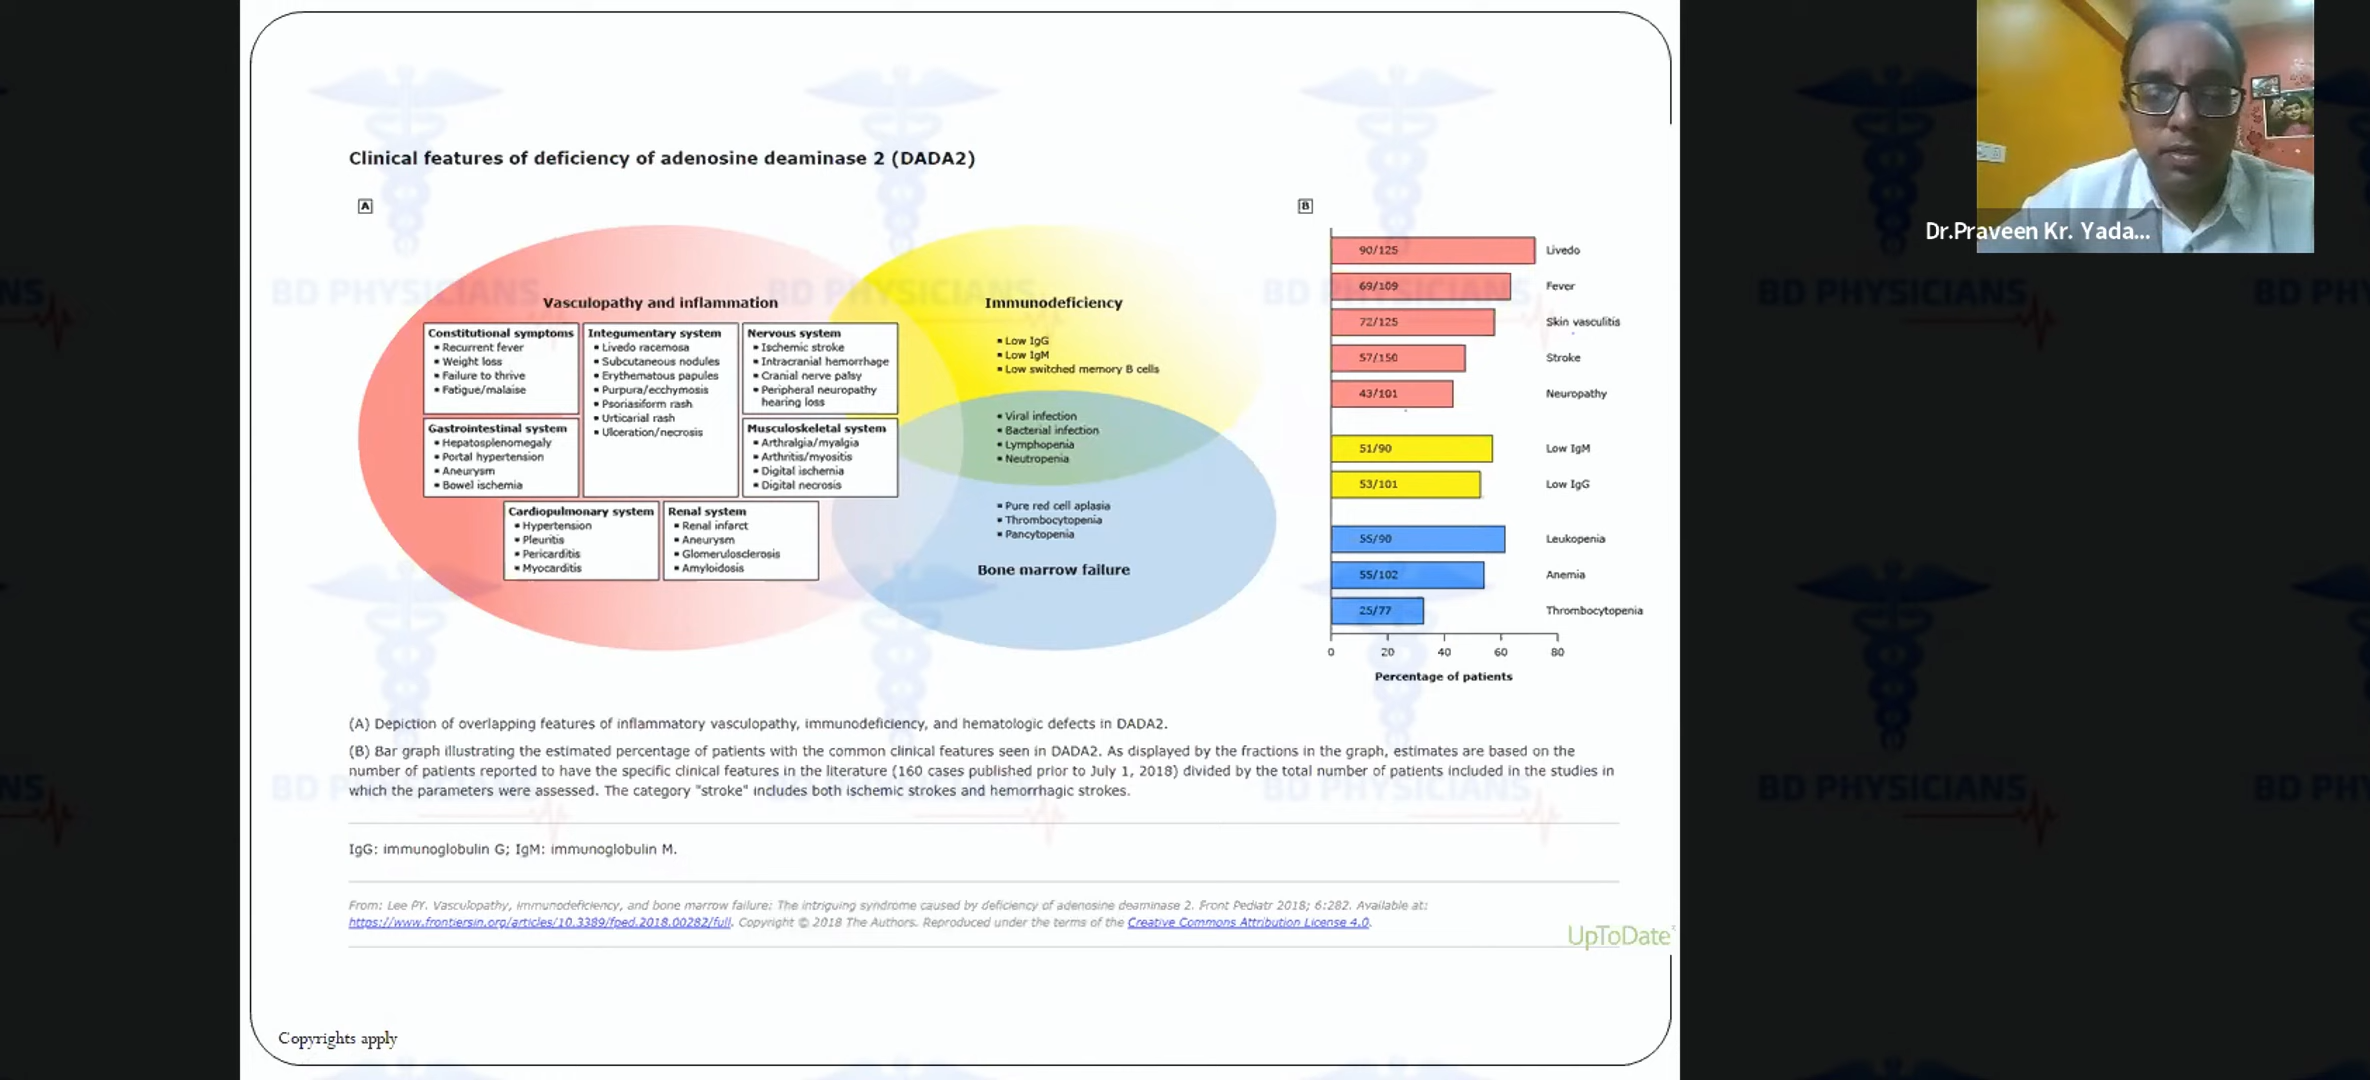 Clinical features of deficiency of adenosine deaminase 2 (DADA2)
A
Vasculopathy and inflammation
Constitutional symptoms
Recurrent fever
Weight loss
Failure to thrive
Fatigue/malaise
Integumentary system
Livedo racemosa
Subcutaneous nodules
Erythematous papules
Purpura/ecchymosis
Psoriasiform rash
Urticarial rash
Ulceration/necrosis
Nervous system
Ischemic stroke
Intracranial hemorrhage
Cranial nerve palsy
Peripheral neuropathy
hearing loss
Gastrointestinal system
Hepatosplenomegaly
Portal hypertension
Aneurysm
Bowel ischemia
Musculoskeletal system
Arthralgia/myalgia
Arthritis/myositis
Digital ischemia
Digital necrosis
Cardiopulmonary system
Hypertension
Pleuritis
Pericarditis
Myocarditis
Renal system
Renal infarct
Aneurysm
Glomerulosclerosis
Amyloidosis
Immunodeficiency
Low IgG
Low IgM
Low switched memory B cells
Viral infection
Bacterial infection
Lymphopenia
Neutropenia
Pure red cell aplasia
Thrombocytopenia
Pancytopenia
Bone marrow failure
B
90/125 Livedo
69/109 Fever
72/125 Skin vasculitis
57/150 Stroke
43/101 Neuropathy
51/90 Low IgM
53/101 Low IgG
55/90 Leukopenia
55/102 Anemia
25/77 Thrombocytopenia
0 20 40 60 80
Percentage of patients
(A) Depiction of overlapping features of inflammatory vasculopathy, immunodeficiency, and hematologic defects in DADA2.
(B) Bar graph illustrating the estimated percentage of patients with the common clinical features seen in DADA2. As displayed by the fractions in the graph, estimates are based on the
number of patients reported to have the specific clinical features in the literature (160 cases published prior to July 1, 2018) divided by the total number of patients included in the studies in
which the parameters were assessed. The category "stroke" includes both ischemic strokes and hemorrhagic strokes.
IgG: immunoglobulin G; IgM: immunoglobulin M.
From: Lee PY. Vasculopathy, immunodeficiency, and bone marrow failure: The intriguing syndrome caused by deficiency of adenosine deaminase 2. Front Pediatr 2018; 6:282. Available at:
https://www.frontiersin.org/articles/10.3389/fped.2018.00282/full. Copyright © 2018 The Authors. Reproduced under the terms of the Creative Commons Attribution License 4.0.
UpToDate
Copyrights apply
Dr.Praveen Kr. Yada...
BD PHYSICIANS
BD PHYSICIANS
BD PHYSICIANS
BD PHYSICIANS
BD PHYSICIANS
BD PHYSICIANS
BD PHYSICIANS
BD PHYSICIANS